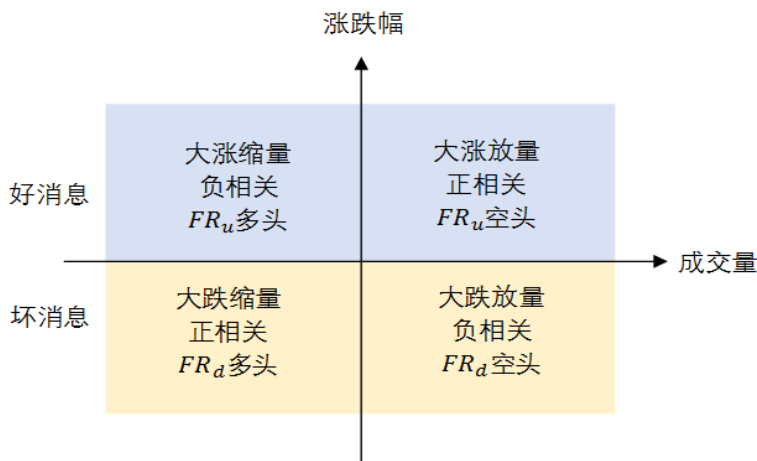 涨跌幅
好消息
大涨缩量
负相关
FRu多头
大涨放量
正相关
FRu空头
成交量
坏消息
大跌缩量
正相关
FRd多头
大跌放量
负相关
FRd空头